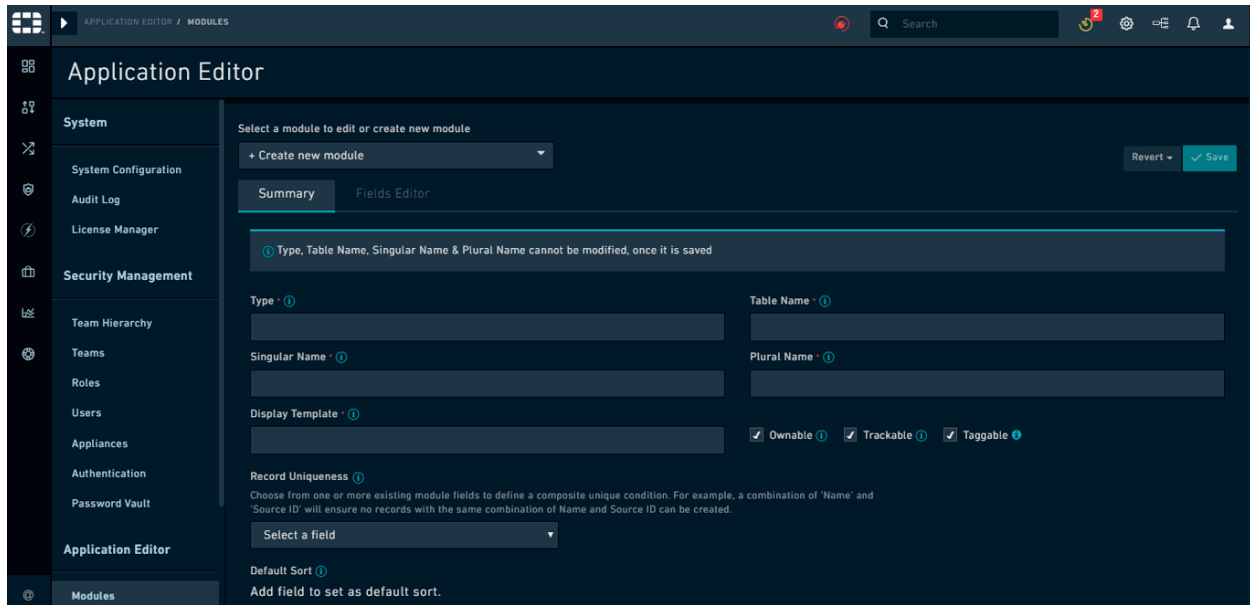 APPLICATION EDITOR / MODULES
Search
2
Application Editor
System
System Configuration
Audit Log
License Manager
Security Management
Team Hierarchy
Teams
Roles
Users
Appliances
Authentication
Password Vault
Application Editor
Modules
@
Select a module to edit or create new module
+ Create new module
Revert
Save
Summary Fields Editor
Type, Table Name, Singular Name & Plural Name cannot be modified, once it is saved
Type • Table Name •
Singular Name • Plural Name •
Display Template •
Ownable Trackable Taggable
Record Uniqueness
Choose from one or more existing module fields to define a composite unique condition. For example, a combination of 'Name' and
'Source ID' will ensure no records with the same combination of Name and Source ID can be created.
Select a field
Default Sort
Add field to set as default sort.